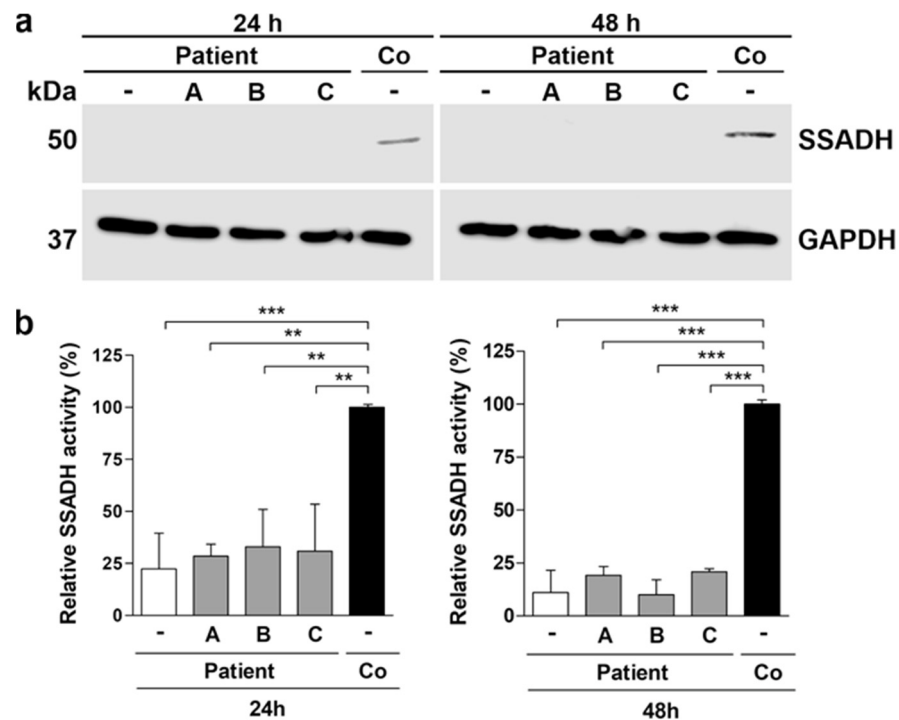 a
24 h 48 h
Patient Co Patient Co
kDa - A B C - - A B C -
50 SSADH
37 GAPDH
b
*** ***
** ***
** ***
** ***
Relative SSADH activity (%)
125
100
75
50
25
0
- A B C -
Patient Co
24h
Relative SSADH activity (%)
125
100
75
50
25
0
- A B C -
Patient Co
48h